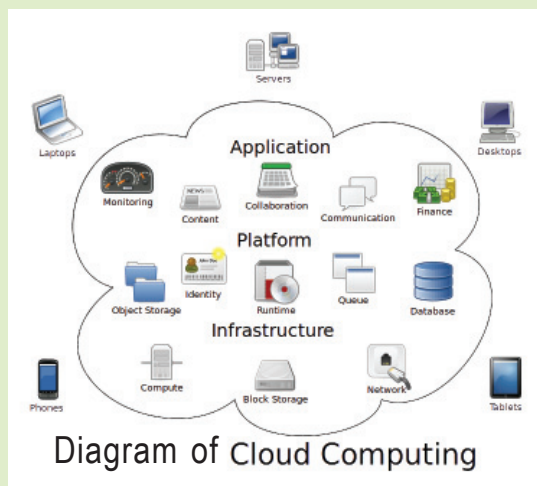 Servers
Laptops
Desktops
Application
Monitoring
Content
Collaboration
Communication
Finance
Platform
Object Storage
Identity
Runtime
Queue
Database
Infrastructure
Compute
Block Storage
Network
Phones
Tablets
Diagram of Cloud Computing